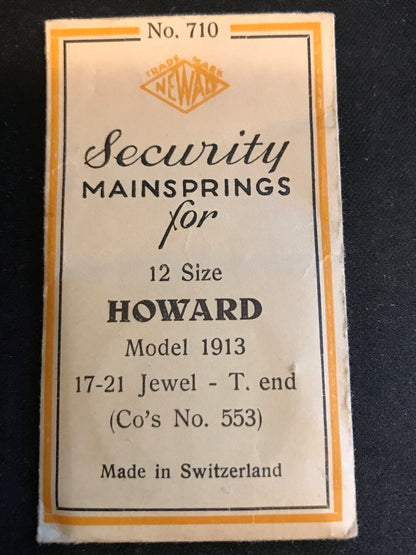 No. 710
TRADE MARK
NEWALL
Security
MAINSPRINGS
for
12 Size
HOWARD
Model 1913
17-21 Jewel - T. end
(Co's No. 553)
Made in Switzerland